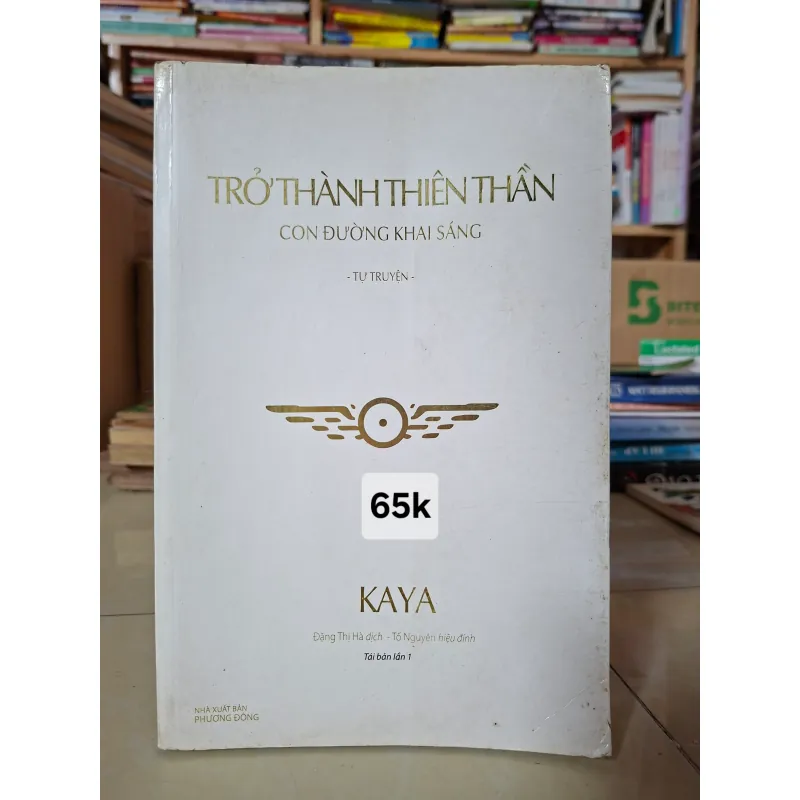 TRỞ THÀNH THIÊN THẦN
CON ĐƯỜNG KHAI SÁNG
- TỰ TRUYỆN -
65k
KAYA
Đặng Thị Hà dịch - Tố Nguyên hiệu đính
Tái bản lần 1
NHÀ XUẤT BẢN
PHƯƠNG ĐÔNG